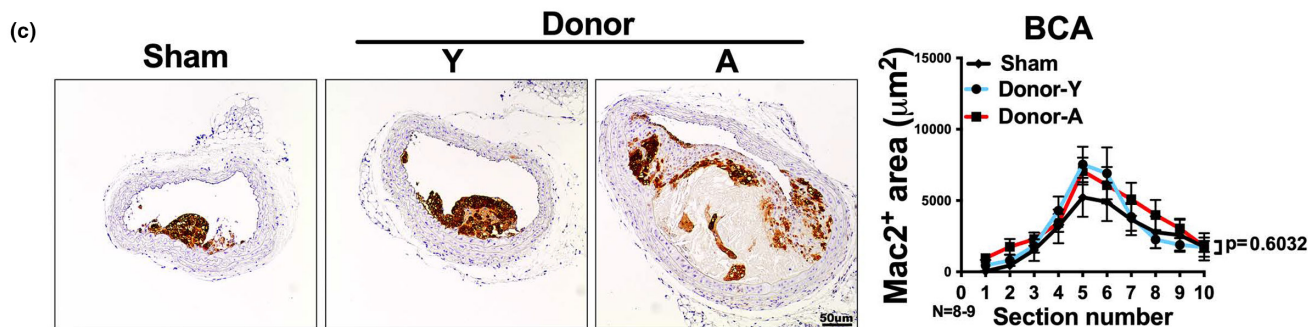 (c)
Donor
Sham
Y
A
50um
BCA
Mac2+ area (μm2)
15000
10000
5000
0
Sham
Donor-Y
Donor-A
p=0.6032
0 1 2 3 4 5 6 7 8 9 10
N=8-9
Section number